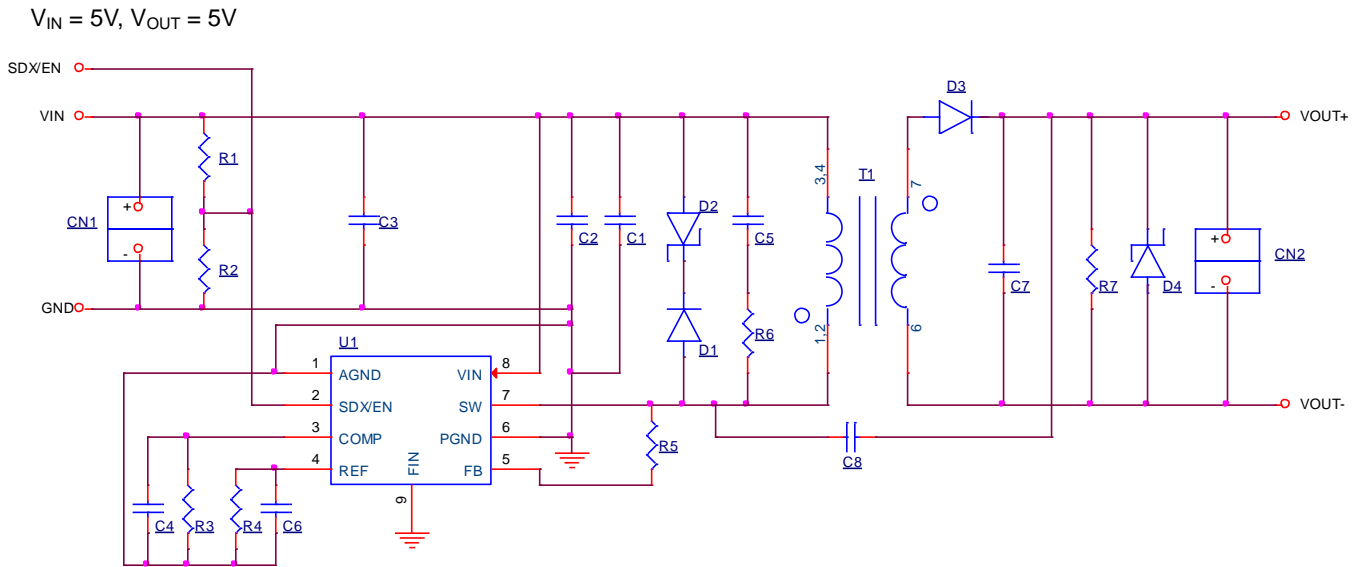 VIN = 5V, VOUT = 5V
SDX/EN
VIN
GND
CN1
+
-
R1
R2
C3
C2
C1
D2
D1
C5
R6
3,4
1,2
T1
7
6
D3
C7
R7
D4
+
-
CN2
VOUT+
VOUT-
U1
1 AGND VIN 8
2 SDX/EN SW 7
3 COMP PGND 6
4 REF FB 5
FIN
9
R5
C8
C4
R3
R4
C6